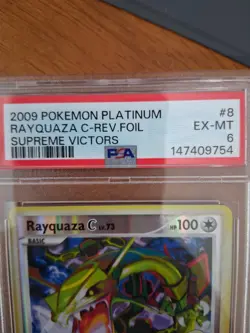 2009 POKEMON PLATINUM #8
RAYQUAZA C-REV.FOIL EX-MT
SUPREME VICTORS 6
PSA 147409754
Rayquaza C LV.73 HP100
BASIC